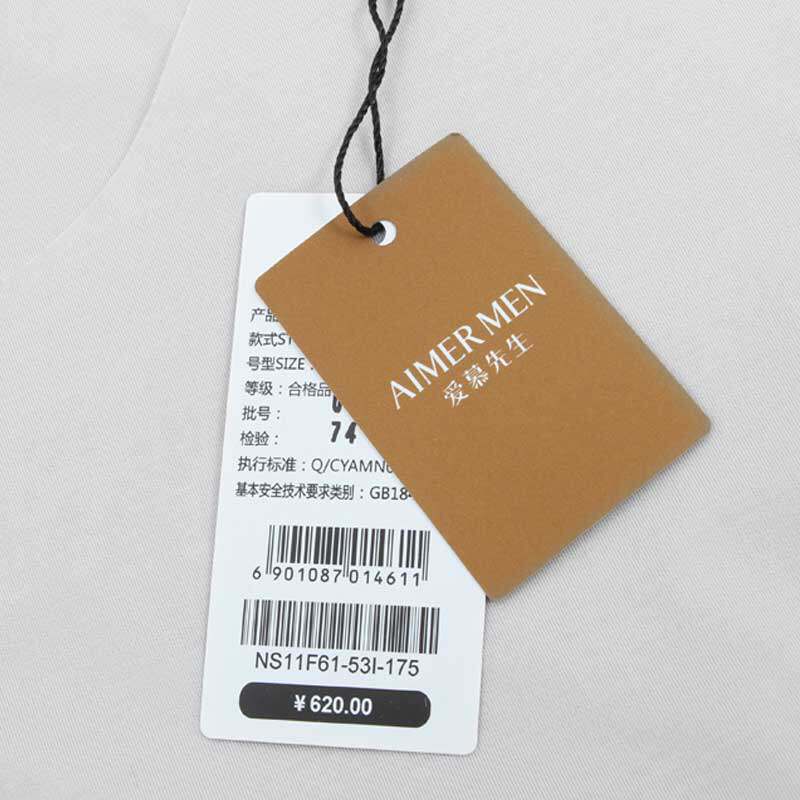 AIMER MEN
爱慕先生
产品
款式ST
号型SIZE:
等级:合格品
批号:
检验: 74
执行标准:Q/CYAMN
基本安全技术要求类别:GB184
6 901087 014611
NS11F61-53I-175
¥ 620.00